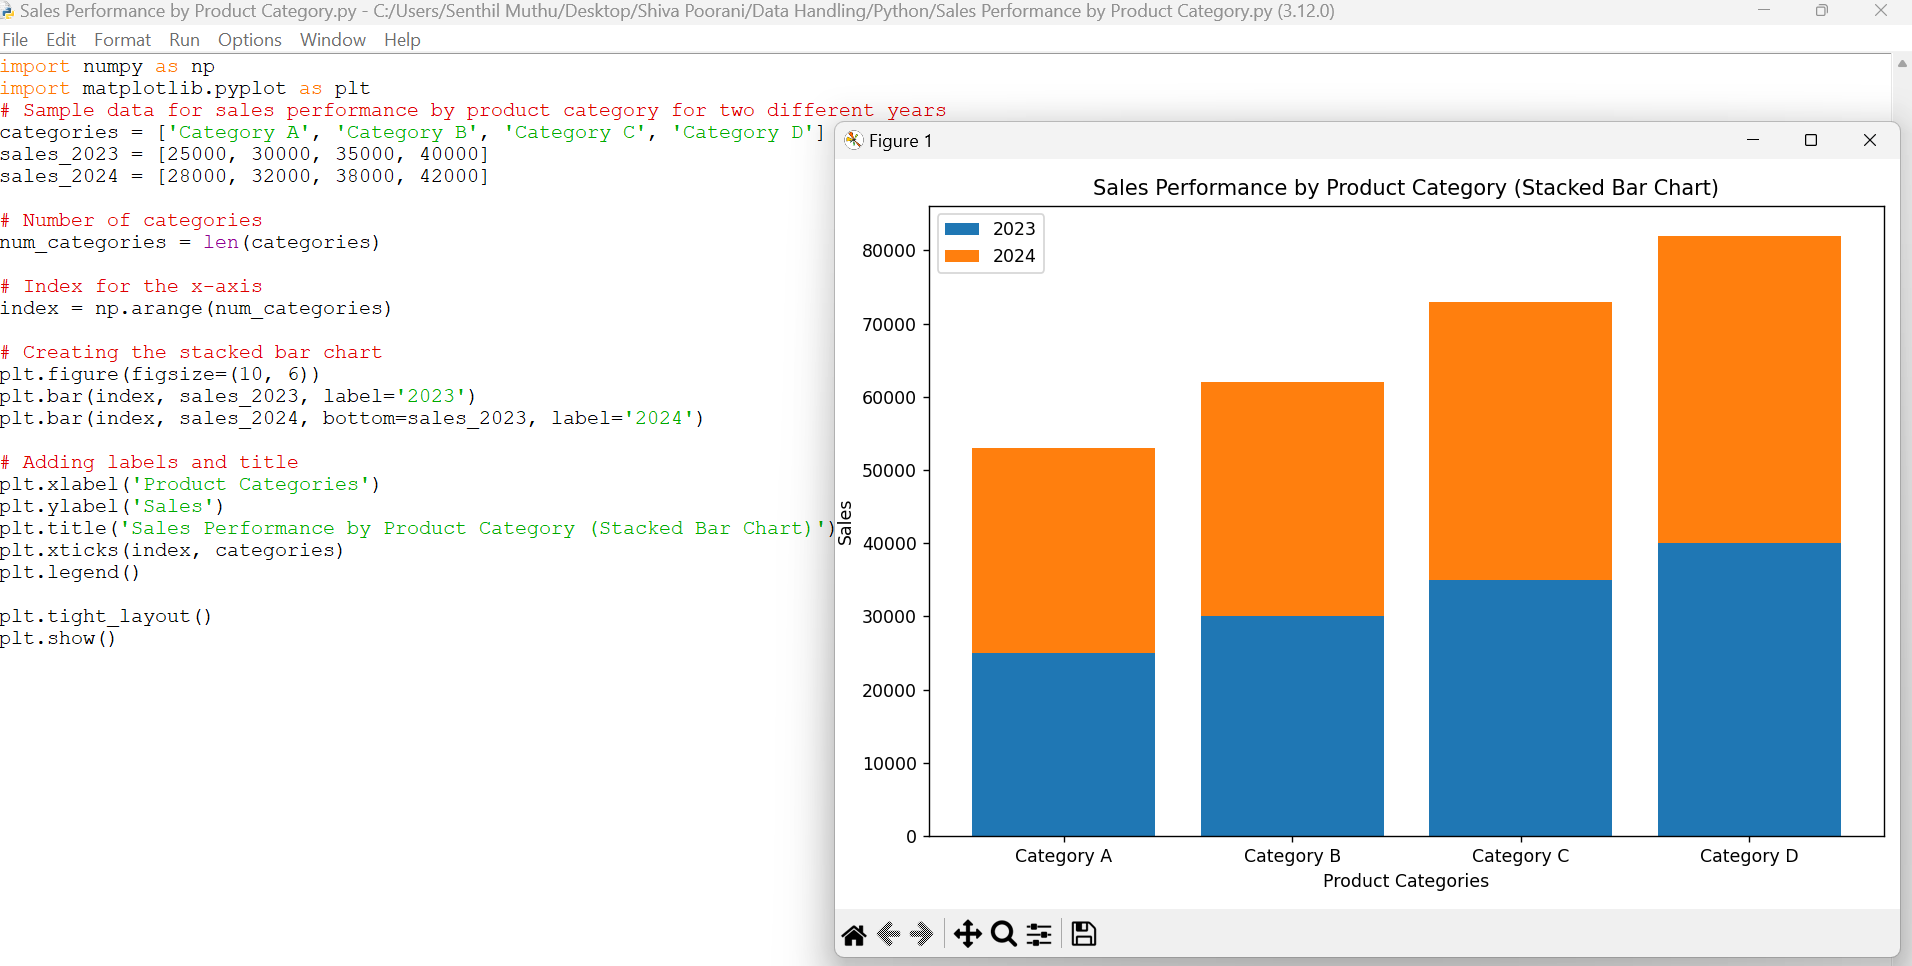 Sales Performance by Product Category.py - C:/Users/Senthil Muthu/Desktop/Shiva Poorani/Data Handling/Python/Sales Performance by Product Category.py (3.12.0)
File Edit Format Run Options Window Help
import numpy as np
import matplotlib.pyplot as plt
# Sample data for sales performance by product category for two different years
categories = ['Category A', 'Category B', 'Category C', 'Category D']
sales_2023 = [25000, 30000, 35000, 40000]
sales_2024 = [28000, 32000, 38000, 42000]
# Number of categories
num_categories = len(categories)
# Index for the x-axis
index = np.arange(num_categories)
# Creating the stacked bar chart
plt.figure(figsize=(10, 6))
plt.bar(index, sales_2023, label='2023')
plt.bar(index, sales_2024, bottom=sales_2023, label='2024')
# Adding labels and title
plt.xlabel('Product Categories')
plt.ylabel('Sales')
plt.title('Sales Performance by Product Category (Stacked Bar Chart)')
plt.xticks(index, categories)
plt.legend()
plt.tight_layout()
plt.show()
Figure 1
Sales Performance by Product Category (Stacked Bar Chart)
2023
2024
80000
70000
60000
50000
40000
30000
20000
10000
0
Sales
Category A Category B Category C Category D
Product Categories